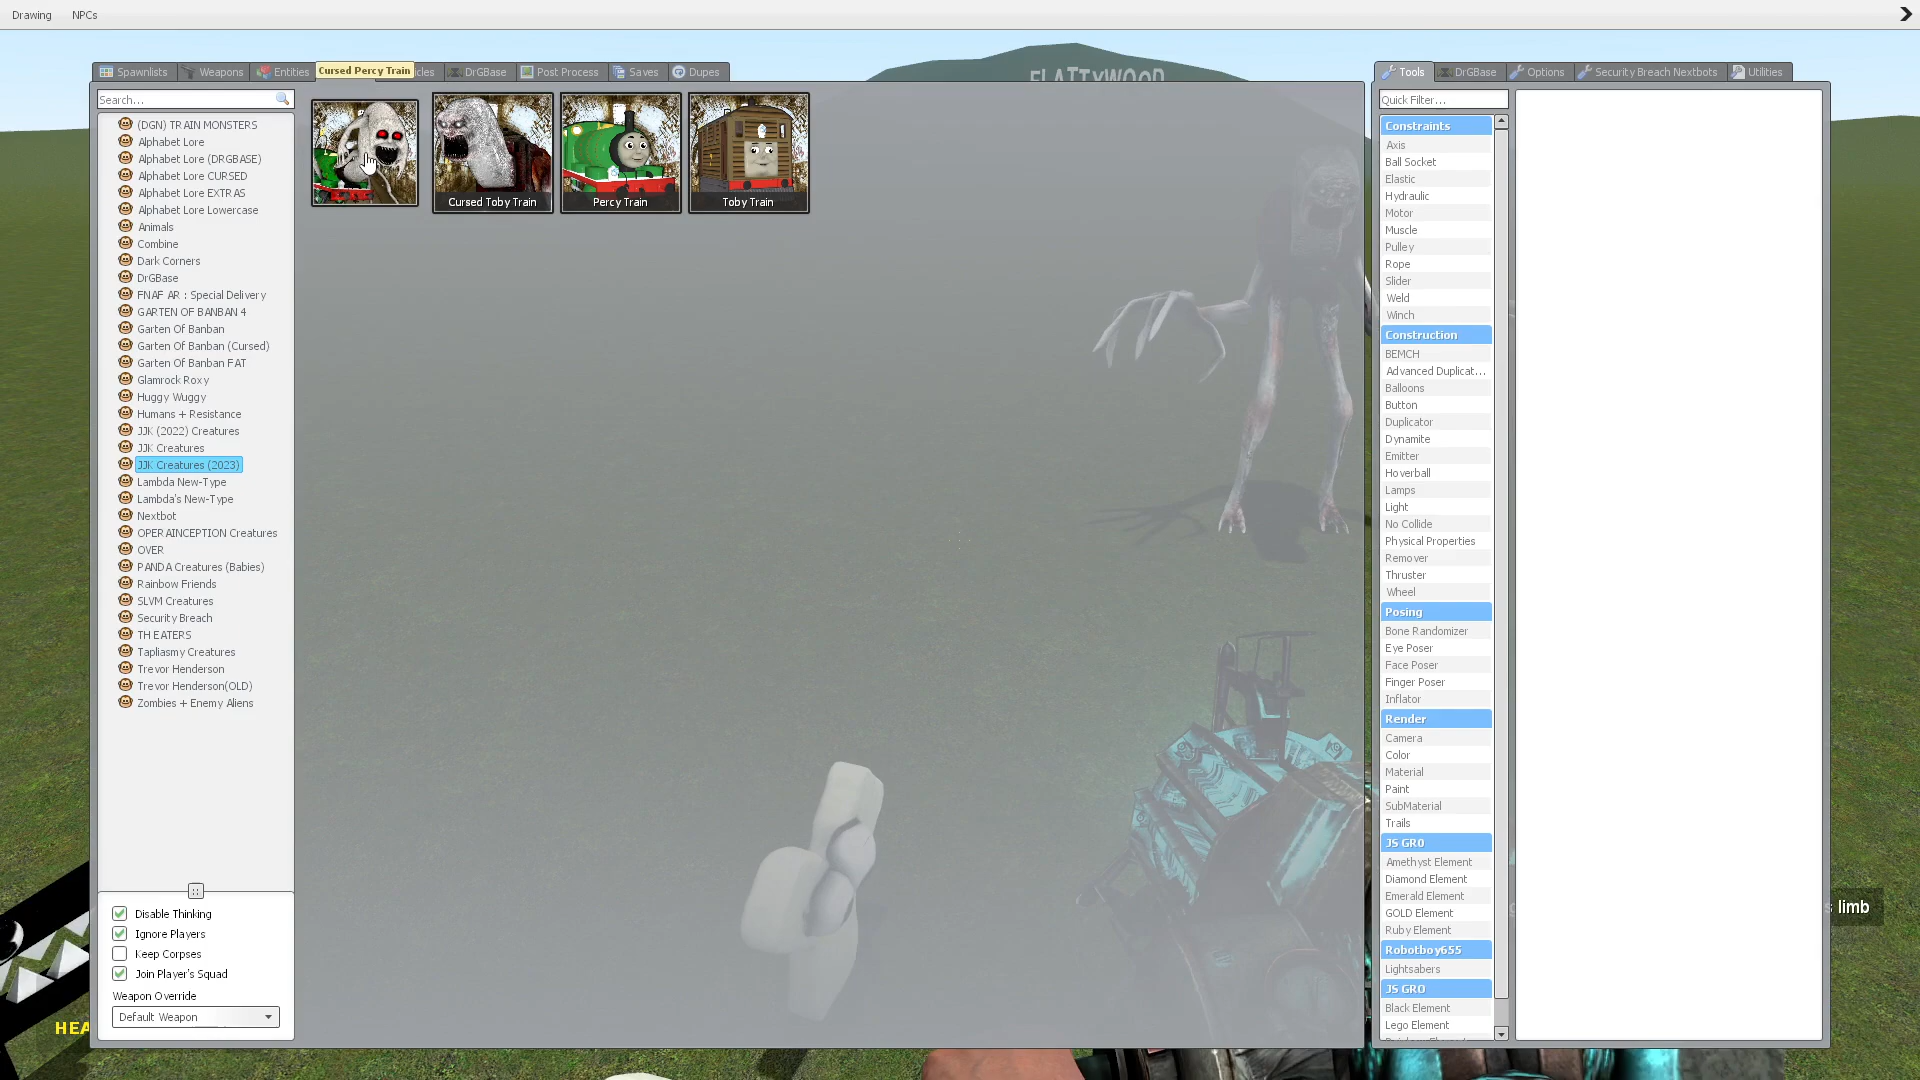 Drawing NPCs
FLATTYWOOD
Spawnlists Weapons Entities Cursed Percy Train cles DrGBase Post Process Saves Dupes
Tools DrGBase Options Security Breach Nextbots Utilities
Search...
(DGN) TRAIN MONSTERS
Alphabet Lore
Alphabet Lore (DRGBASE)
Alphabet Lore CURSED
Alphabet Lore EXTRAS
Alphabet Lore Lowercase
Animals
Combine
Dark Corners
DrGBase
FNAF AR : Special Delivery
GARTEN OF BANBAN 4
Garten Of Banban
Garten Of Banban (Cursed)
Garten Of Banban FAT
Glamrock Roxy
Huggy Wuggy
Humans + Resistance
JJK (2022) Creatures
JJK Creatures
JJK Creatures (2023)
Lambda New-Type
Lambda's New-Type
Nextbot
OPERAINCEPTION Creatures
OVER
PANDA Creatures (Babies)
Rainbow Friends
SLVM Creatures
Security Breach
TH EATERS
Tapliasmy Creatures
Trevor Henderson
Trevor Henderson(OLD)
Zombies + Enemy Aliens
Disable Thinking
Ignore Players
Keep Corpses
Join Player's Squad
Weapon Override
Default Weapon
HEA
Cursed Toby Train
Percy Train
Toby Train
Quick Filter...
Constraints
Axis
Ball Socket
Elastic
Hydraulic
Motor
Muscle
Pulley
Rope
Slider
Weld
Winch
Construction
BEMCH
Advanced Duplicat...
Balloons
Button
Duplicator
Dynamite
Emitter
Hoverball
Lamps
Light
No Collide
Physical Properties
Remover
Thruster
Wheel
Posing
Bone Randomizer
Eye Poser
Face Poser
Finger Poser
Inflator
Render
Camera
Color
Material
Paint
SubMaterial
Trails
JS GRO
Amethyst Element
Diamond Element
Emerald Element
GOLD Element
Ruby Element
Robotboy655
Lightsabers
JS GRO
Black Element
Lego Element
limb